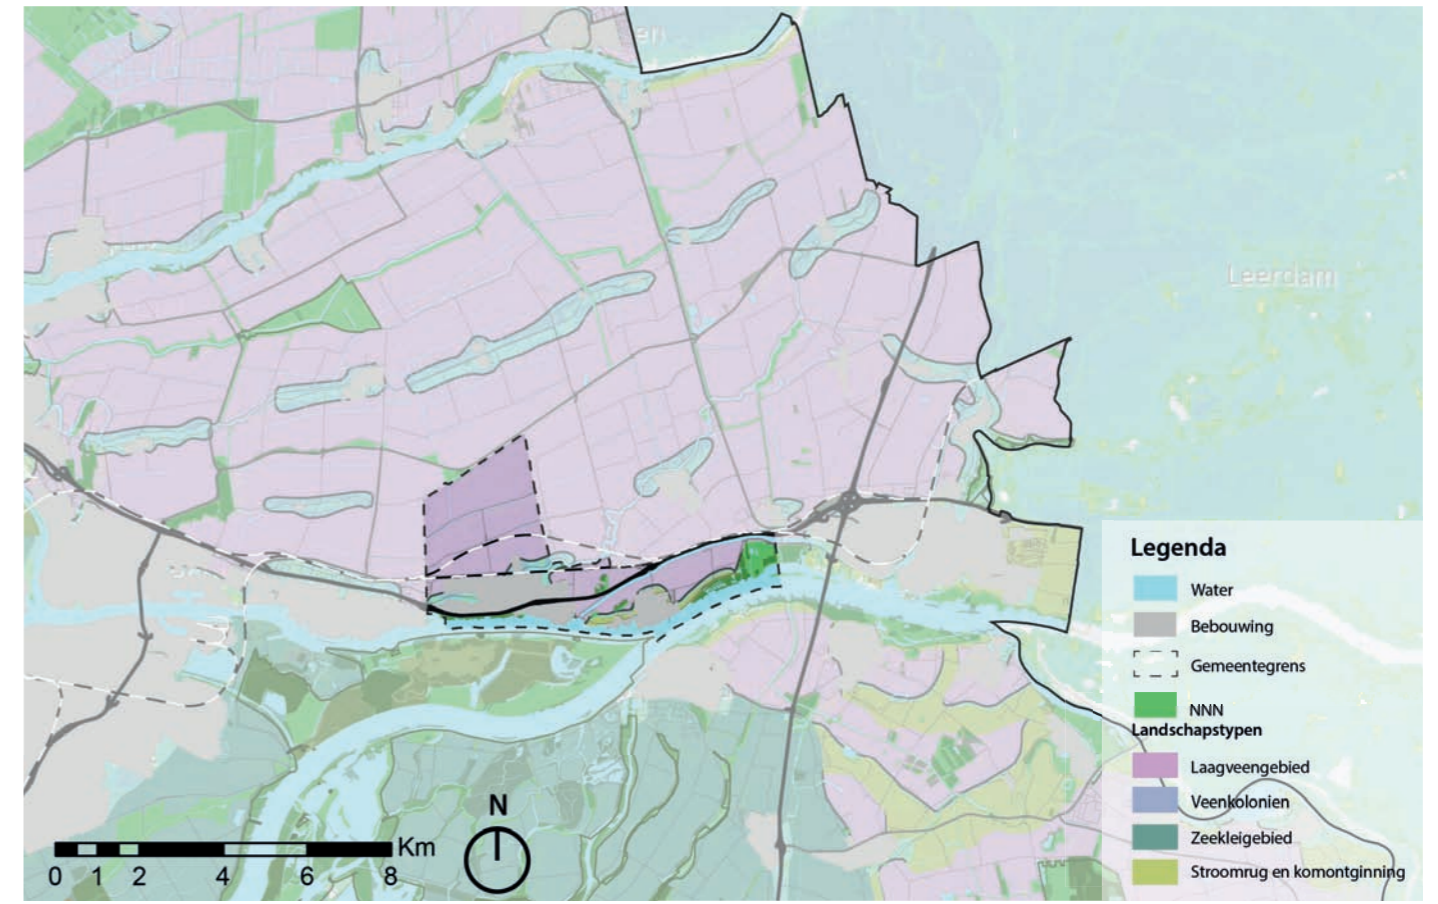 en
Leerdam
Legenda
Water
Bebouwing
Gemeentegrens
NNN
Landschapstypen
Laagveengebied
Veenkolonien
Zeekleigebied
Stroomrug en komontginning
N
Km
0 1 2 4 6 8